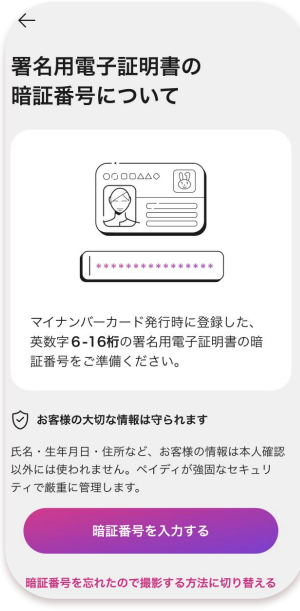 署名用電子証明書の
暗証番号について
****************
マイナンバーカード発行時に登録した、
英数字6-16桁の署名用電子証明書の暗
証番号をご準備ください。
お客様の大切な情報は守られます
氏名・生年月日・住所など、お客様の情報は本人確認
以外には使われません。ペイディが強固なセキュリ
ティで厳重に管理します。
暗証番号を入力する
暗証番号を忘れたので撮影する方法に切り替える